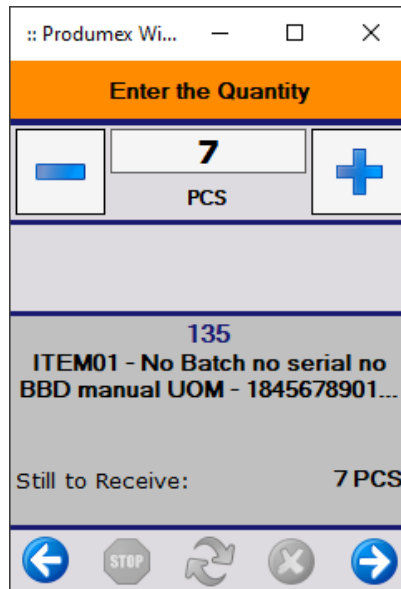 :: Produmex Wi...
Enter the Quantity
7
PCS
135
ITEM01 - No Batch no serial no
BBD manual UOM - 1845678901...
Still to Receive: 7 PCS
STOP